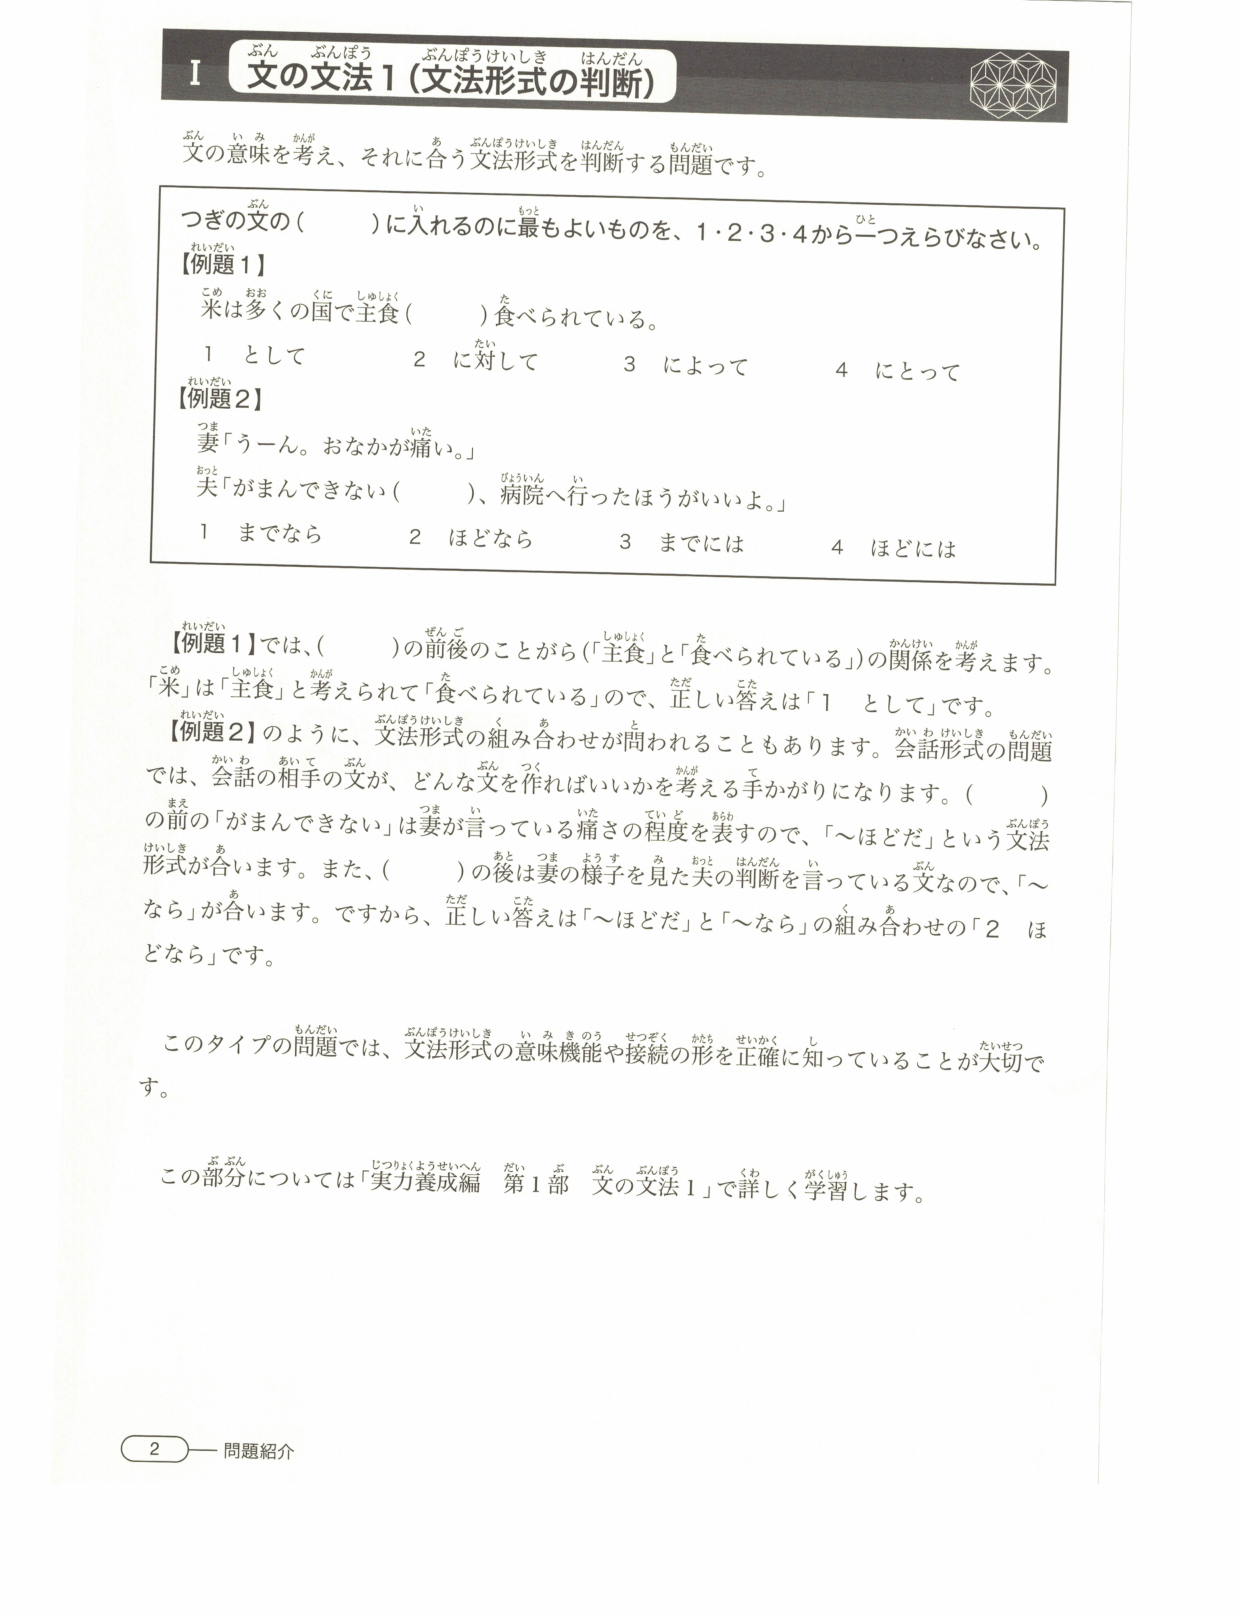 I 文の文法1(文法形式の判断)
文の意味を考え、それに合う文法形式を判断する問題です。
つぎの文の(　　)に入れるのに最もよいものを、1・2・3・4から一つえらびなさい。
【例題1】
米は多くの国で主食(　　)食べられている。
1　として　2　に対して　3　によって　4　にとって
【例題2】
妻「うーん。おなかが痛い。」
夫「がまんできない(　　)、病院へ行ったほうがいいよ。」
1　までなら　2　ほどなら　3　までには　4　ほどには
【例題1】では、(　　)の前後のことがら(「主食」と「食べられている」)の関係を考えます。
「米」は「主食」と考えられて「食べられている」ので、正しい答えは「1　として」です。
【例題2】のように、文法形式の組み合わせが問われることもあります。会話形式の問題
では、会話の相手の文が、どんな文を作ればいいかを考える手かがりになります。(　　)
の前の「がまんできない」は妻が言っている痛さの程度を表すので、「～ほどだ」という文法
形式が合います。また、(　　)の後は妻の様子を見た夫の判断を言っている文なので、「～
なら」が合います。ですから、正しい答えは「～ほどだ」と「～なら」の組み合わせの「2　ほ
どなら」です。
このタイプの問題では、文法形式の意味機能や接続の形を正確に知っていることが大切で
す。
この部分については「実力養成編　第1部　文の文法1」で詳しく学習します。
2 問題紹介